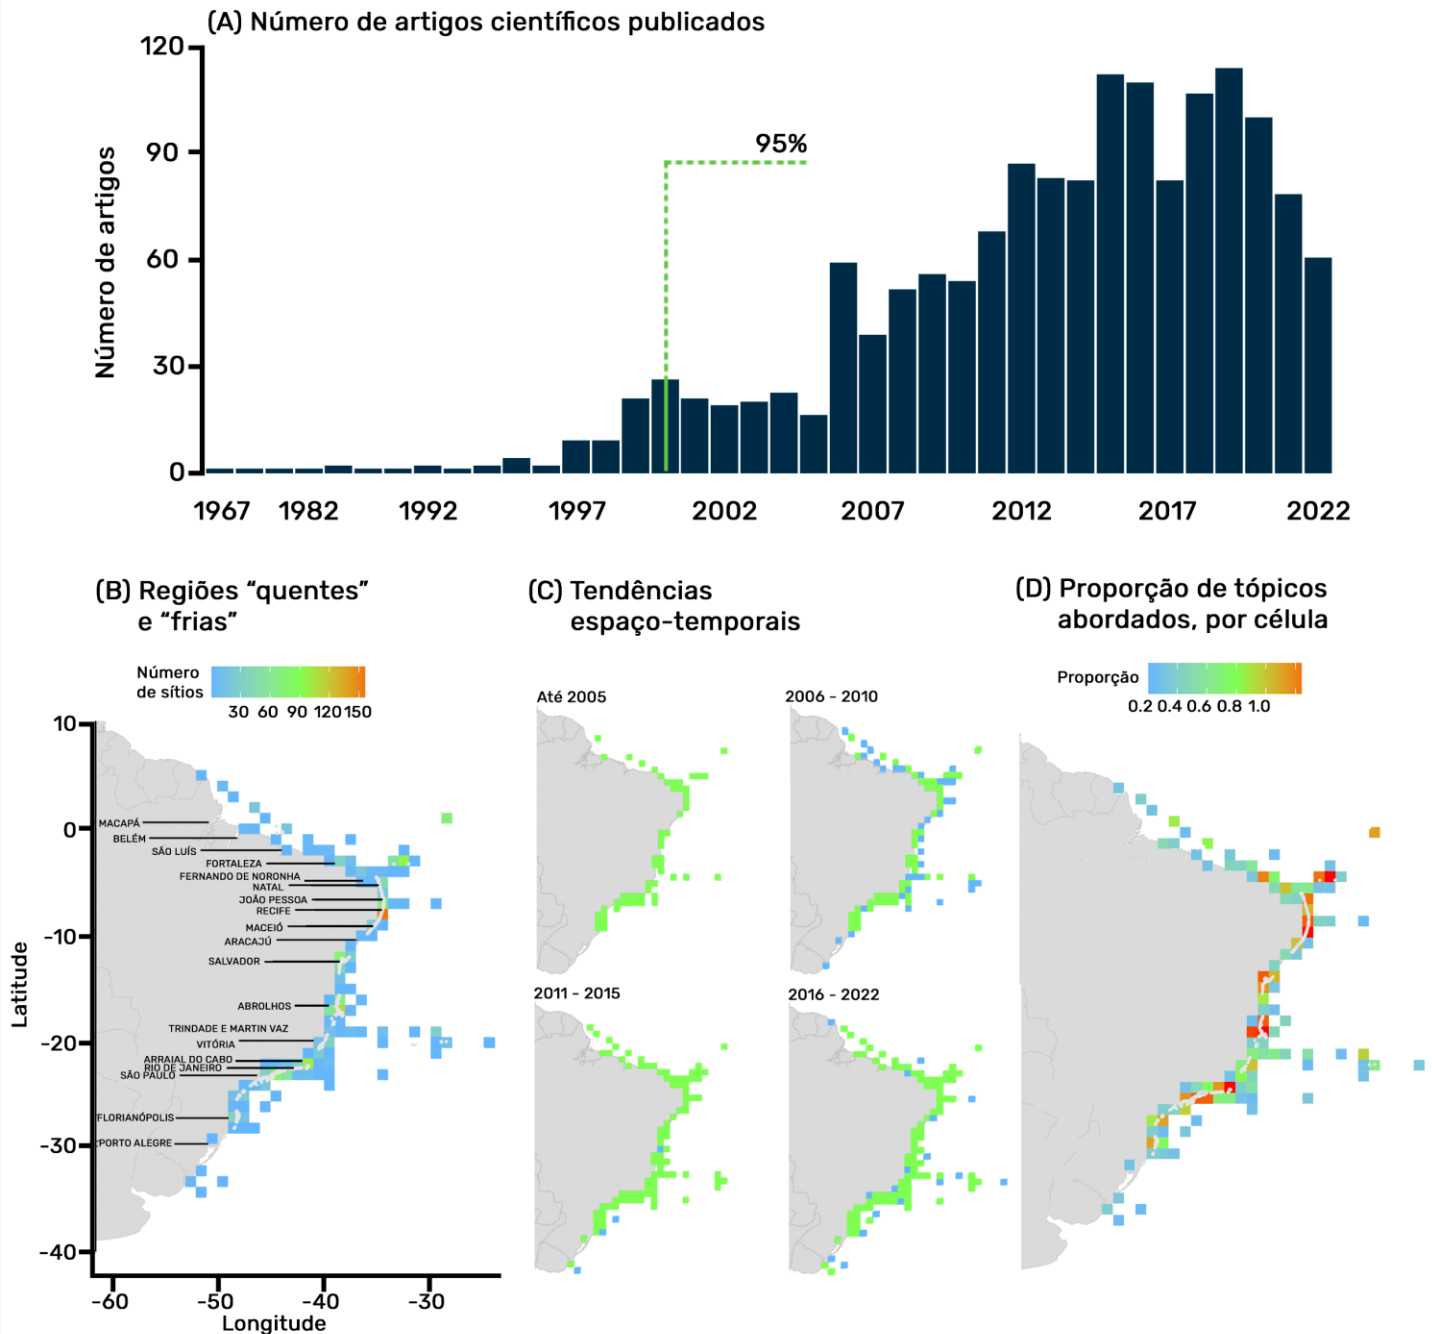 (A) Número de artigos científicos publicados
120
90
60
30
0
Número de artigos
95%
1967 1982 1992 1997 2002 2007 2012 2017 2022
(B) Regiões “quentes”
e “frias”
Número
de sítios
30 60 90 120 150
10
0
-10
-20
-30
-40
Latitude
MACAPÁ
BELÉM
SÃO LUÍS
FORTALEZA
FERNANDO DE NORONHA
NATAL
JOÃO PESSOA
RECIFE
MACEIÓ
ARACAJÚ
SALVADOR
ABROLHOS
TRINDADE E MARTIN VAZ
VITÓRIA
ARRAIAL DO CABO
RIO DE JANEIRO
SÃO PAULO
FLORIANÓPOLIS
PORTO ALEGRE
-60 -50 -40 -30
Longitude
(C) Tendências
espaço-temporais
Até 2005
2006 - 2010
2011 - 2015
2016 - 2022
(D) Proporção de tópicos
abordados, por célula
Proporção
0.2 0.4 0.6 0.8 1.0